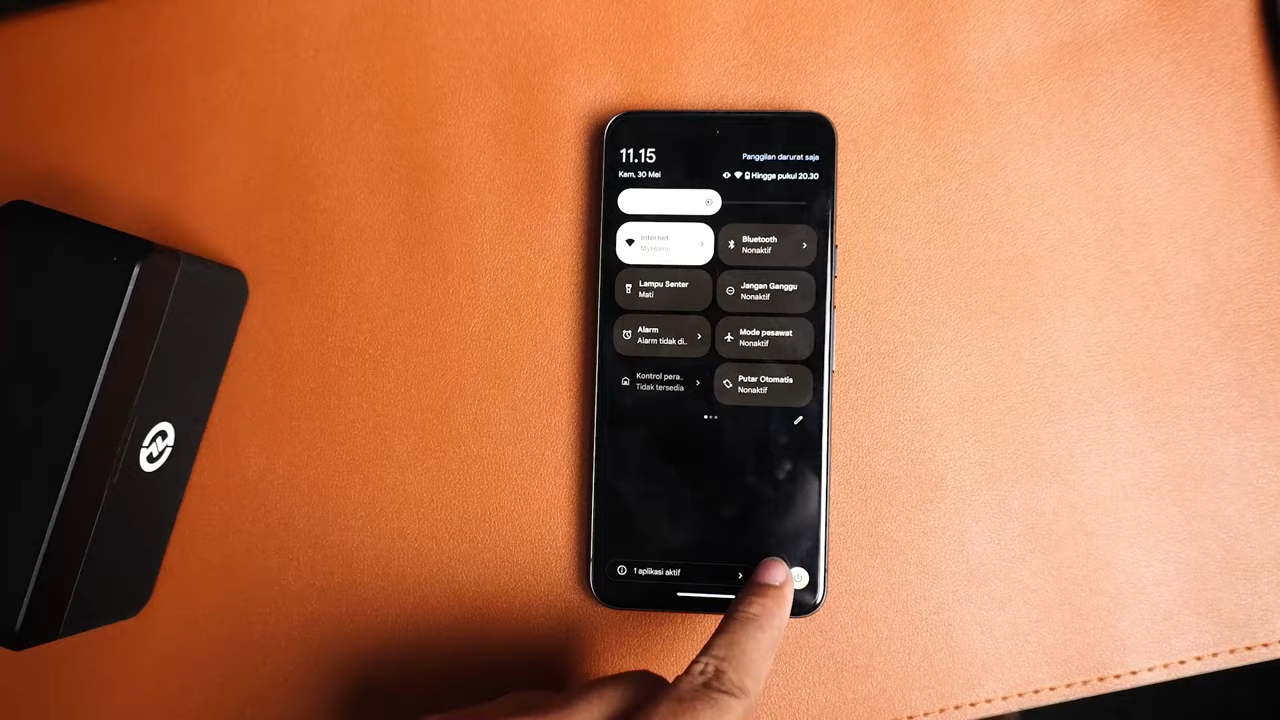 11.15
Panggilan darurat saja
Kam, 30 Mei
Hingga pukul 20.30
Internet
MyHome
Bluetooth
Nonaktif
Lampu Senter
Mati
Jangan Ganggu
Nonaktif
Alarm
Alarm tidak di..
Mode pesawat
Nonaktif
Kontrol pera..
Tidak tersedia
Putar Otomatis
Nonaktif
1 aplikasi aktif